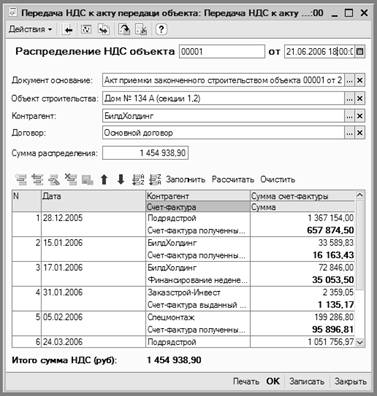 Передача НДС к акту передаци объекта: Передача НДС к акту ...:00
Действия
Распределение НДС объекта 00001 от 21.06.2006 18:00:0
Документ основание: Акт приемки законченного строительством объекта 00001 от 2 ...
Объект строительства: Дом № 134 А (секции 1,2) ...
Контрагент: БилдХолдинг ...
Договор: Основной договор ...
Сумма распределения: 1 454 938,90
Заполнить Рассчитать Очистить
N Дата Контрагент Сумма счет-фактуры
Счет-фактура Сумма
1 28.12.2005 Подрядстрой 1 367 154,00
Счет-фактура полученны... 657 874,50
2 15.01.2006 БилдХолдинг 33 589,83
Счет-фактура полученны... 16 163,43
3 17.01.2006 БилдХолдинг 72 846,00
Финансирование недене... 35 053,50
4 31.01.2006 Заказстрой-Инвест 2 359,05
Счет-фактура выданный ... 1 135,17
5 05.02.2006 Спецмонтаж 199 286,80
Счет-фактура полученны... 95 896,81
6 24.03.2006 Подрядстрой 1 051 756,97
Итого сумма НДС (руб): 1 454 938,90
Печать OK Записать Закрыть